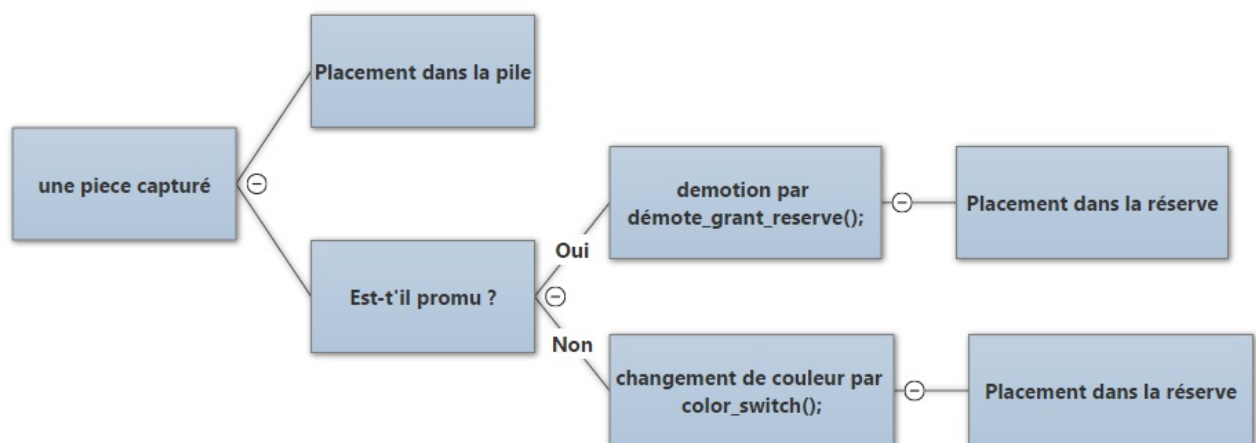 Placement dans la pile
une piece capturé
demotion par
démote_grant_reserve();
Placement dans la réserve
Oui
Est-t'il promu ?
Non
changement de couleur par
color_switch();
Placement dans la réserve